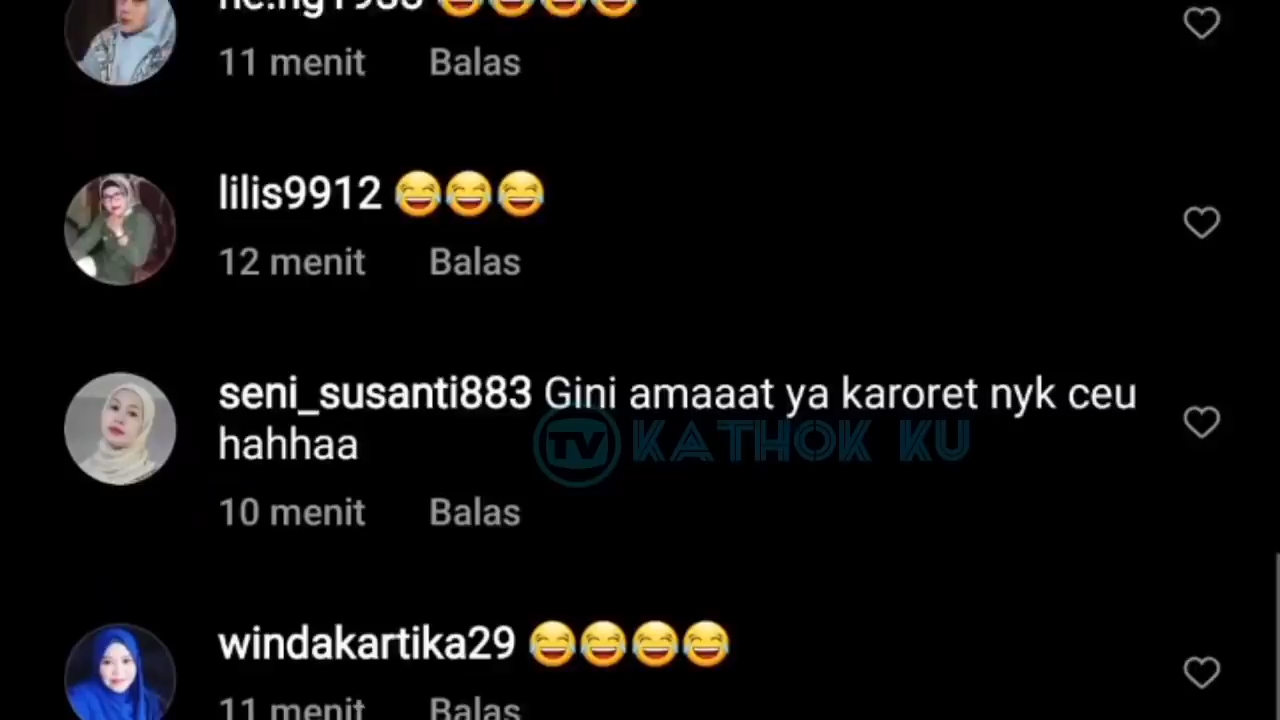 11 menit Balas
lilis9912 😂😂😂
12 menit Balas
seni_susanti883 Gini amaaat ya karoret nyk ceu
hahhaa
TV KATHOK KU
10 menit Balas
windakartika29 😂😂😂😂
11 menit Balas